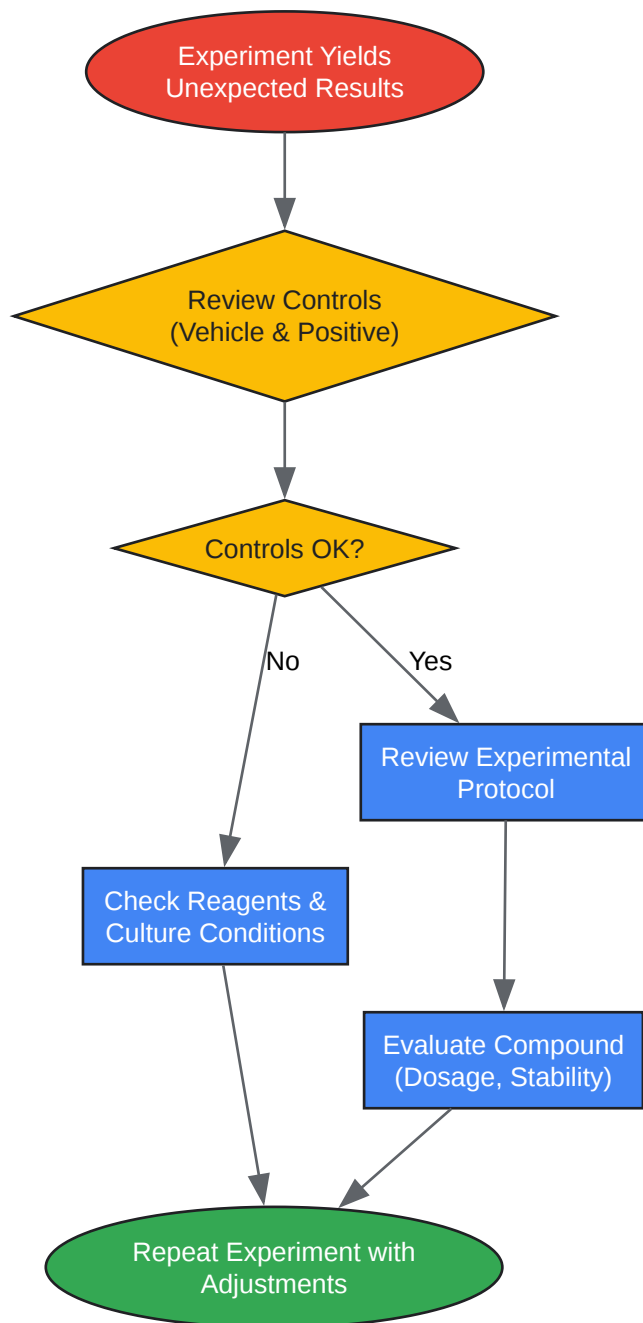 Experiment Yields
Unexpected Results
Review Controls
(Vehicle & Positive)
Controls OK?
No
Yes
Review Experimental
Protocol
Check Reagents &
Culture Conditions
Evaluate Compound
(Dosage, Stability)
Repeat Experiment with
Adjustments